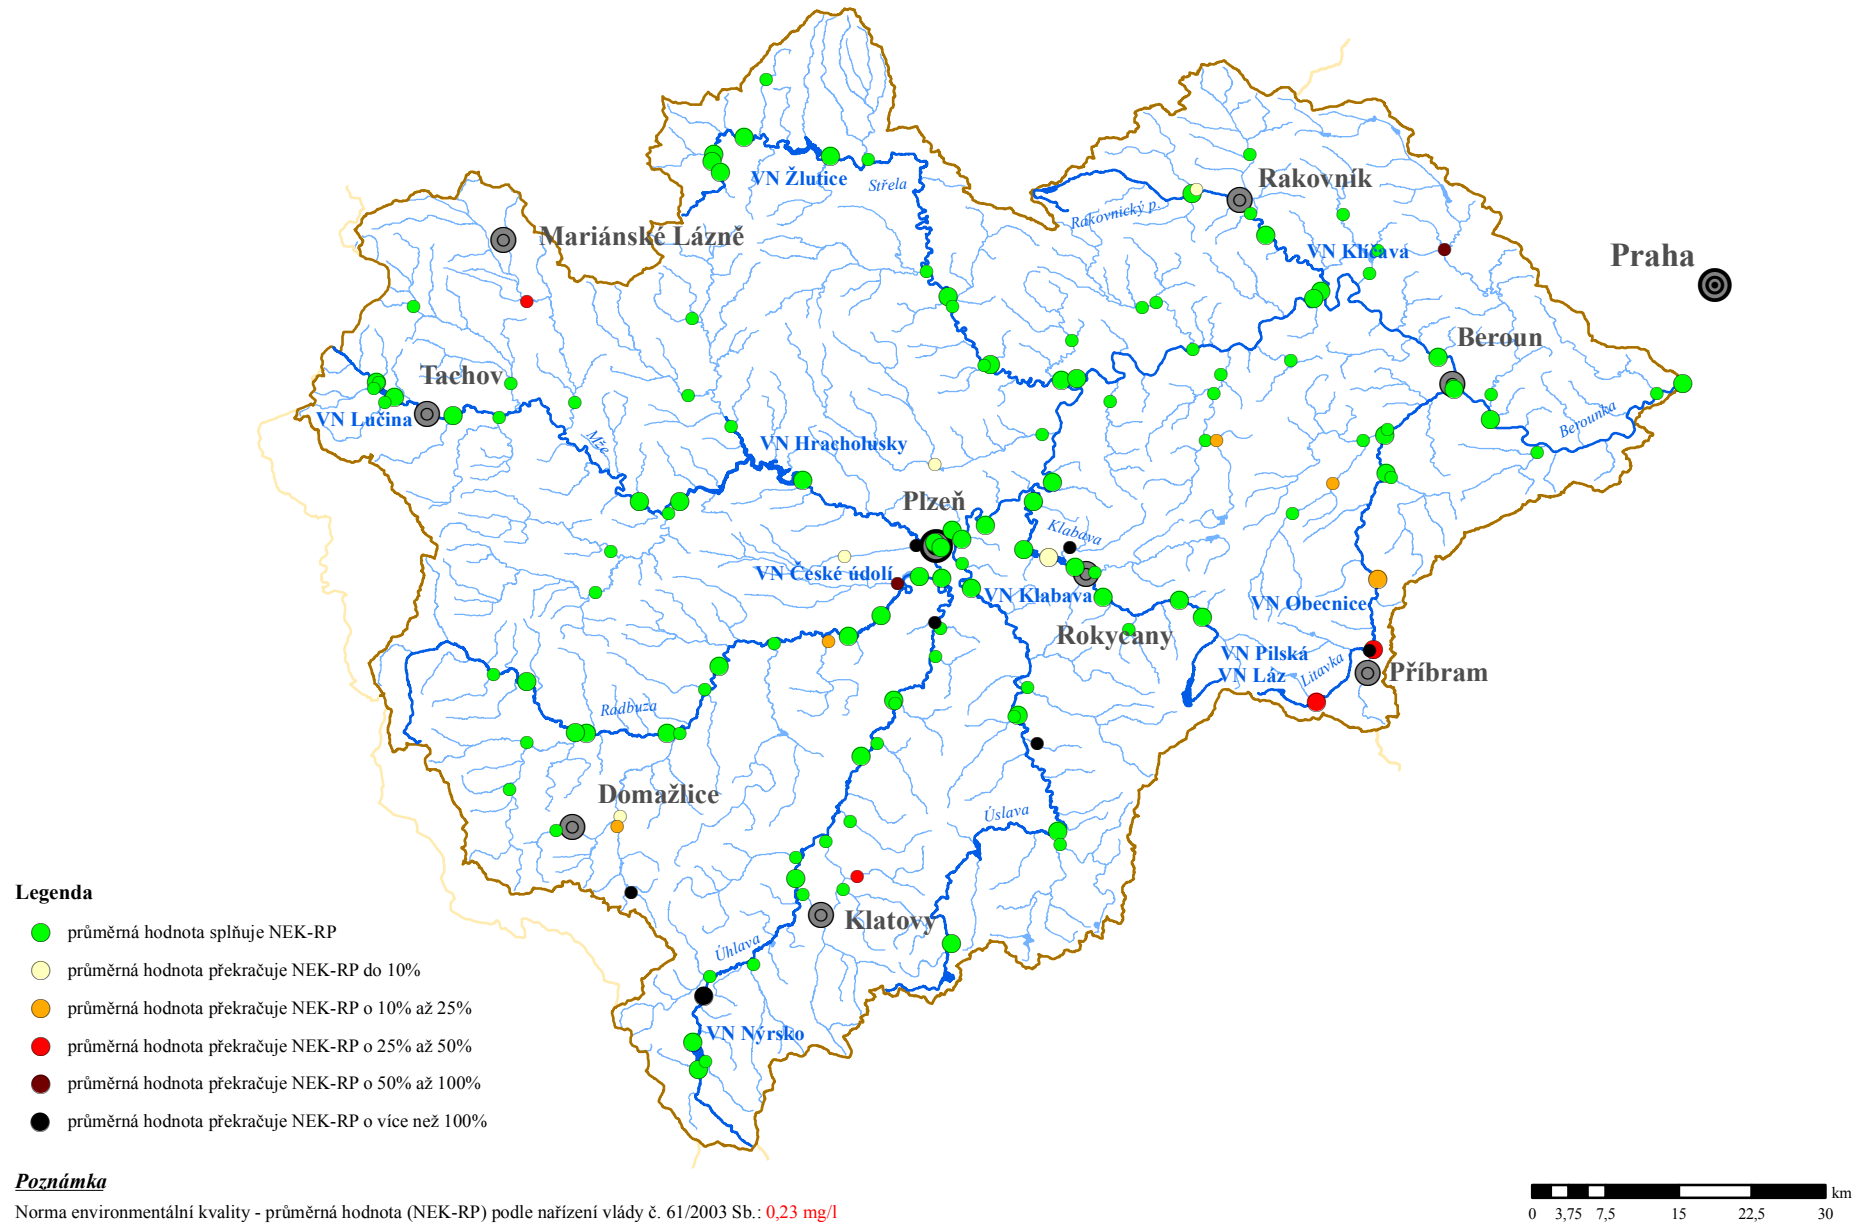 VN Žlutice
Střela
Rakovník
Rakovnický p.
Mariánské Lázně
VN Klíčava
Praha
Beroun
Tachov
VN Lučina
Mže
Berounka
VN Hracholusky
Plzeň
Klabava
VN České údolí
VN Klabava
VN Obecnice
Rokycany
VN Pilská
VN Láz
Litavka
Příbram
Radbuza
Domažlice
Úslava
Klatovy
Úhlava
VN Nýrsko
Legenda
průměrná hodnota splňuje NEK-RP
průměrná hodnota překračuje NEK-RP do 10%
průměrná hodnota překračuje NEK-RP o 10% až 25%
průměrná hodnota překračuje NEK-RP o 25% až 50%
průměrná hodnota překračuje NEK-RP o 50% až 100%
průměrná hodnota překračuje NEK-RP o více než 100%
Poznámka
Norma environmentální kvality - průměrná hodnota (NEK-RP) podle nařízení vlády č. 61/2003 Sb.: 0,23 mg/l
km
0 3,75 7,5 15 22,5 30